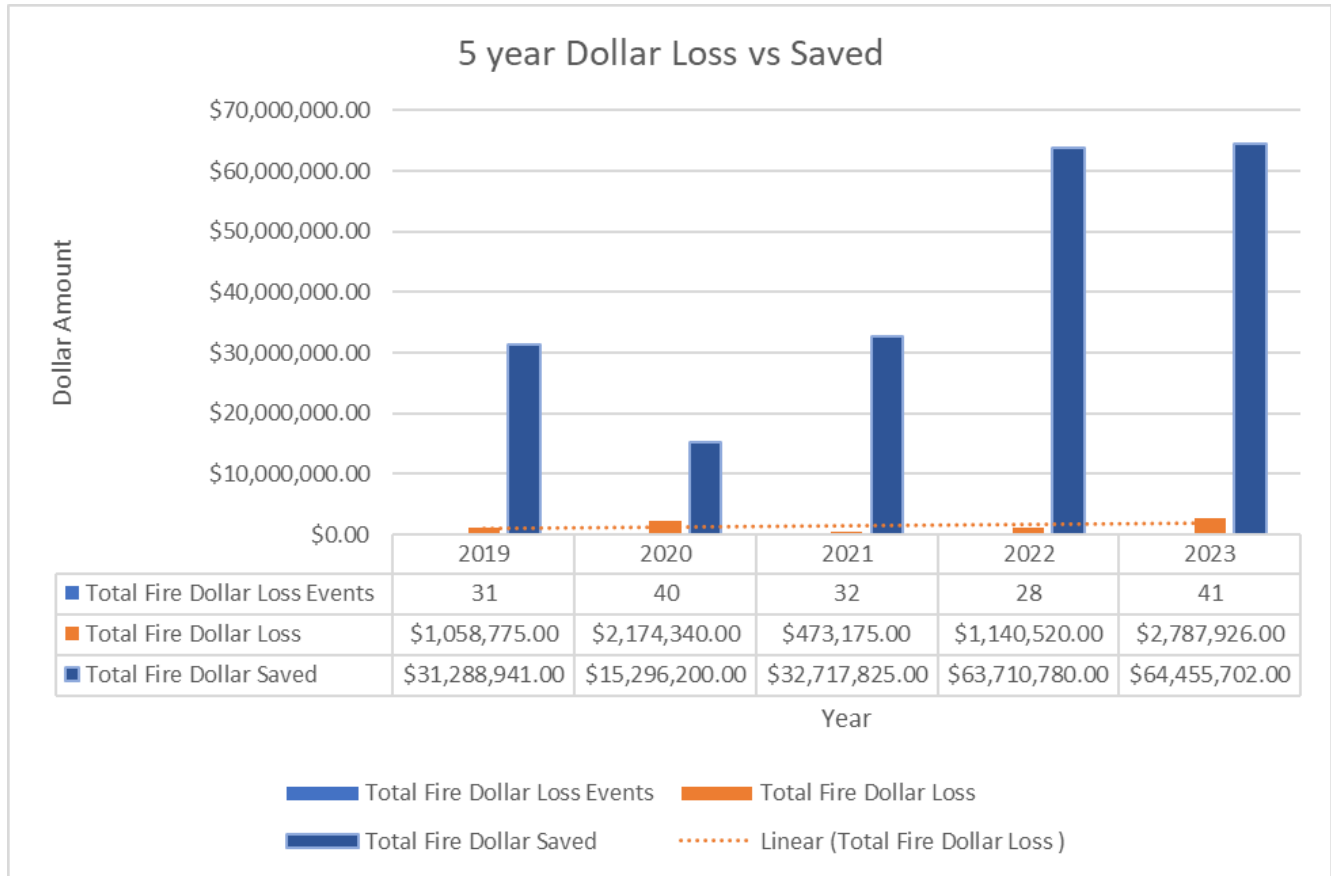 5 year Dollar Loss vs Saved
Dollar Amount
$70,000,000.00
$60,000,000.00
$50,000,000.00
$40,000,000.00
$30,000,000.00
$20,000,000.00
$10,000,000.00
$0.00
2019 2020 2021 2022 2023
Total Fire Dollar Loss Events 31 40 32 28 41
Total Fire Dollar Loss $1,058,775.00 $2,174,340.00 $473,175.00 $1,140,520.00 $2,787,926.00
Total Fire Dollar Saved $31,288,941.00 $15,296,200.00 $32,717,825.00 $63,710,780.00 $64,455,702.00
Year
Total Fire Dollar Loss Events Total Fire Dollar Loss
Total Fire Dollar Saved Linear (Total Fire Dollar Loss )